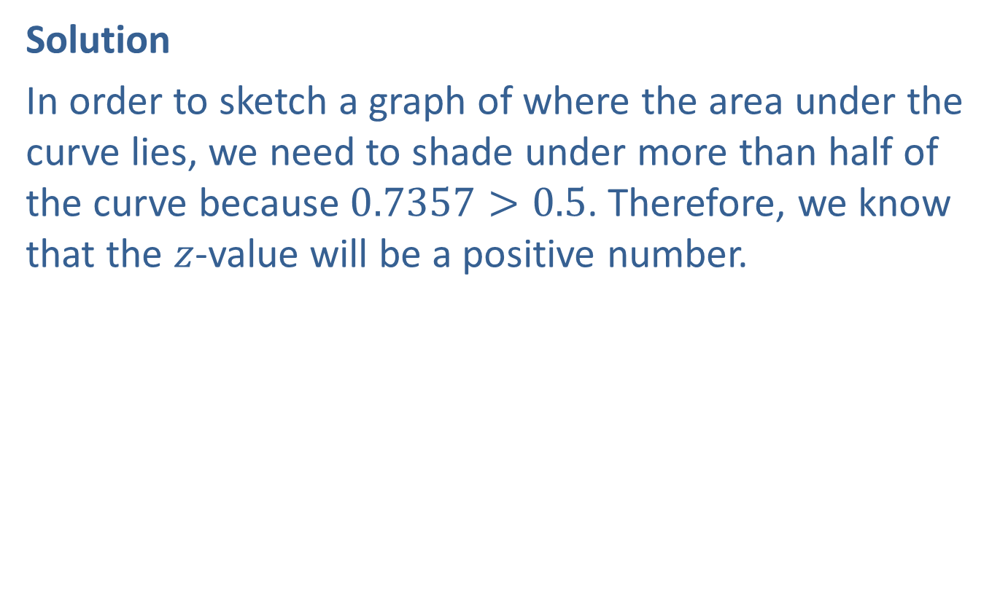 Solution
In order to sketch a graph of where the area under the
curve lies, we need to shade under more than half of
the curve because 0.7357 > 0.5. Therefore, we know
that the z-value will be a positive number.